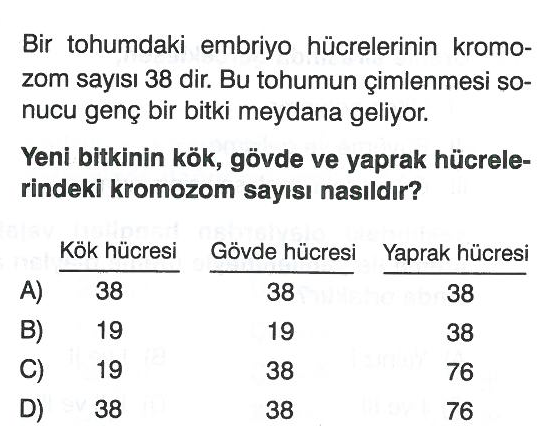 Bir tohumdaki embriyo hücrelerinin kromo-
zom sayısı 38 dir. Bu tohumun çimlenmesi so-
nucu genç bir bitki meydana geliyor.
Yeni bitkinin kök, gövde ve yaprak hücrele-
rindeki kromozom sayısı nasıldır?
Kök hücresi Gövde hücresi Yaprak hücresi
A) 38 38 38
B) 19 19 38
C) 19 38 76
D) 38 38 76